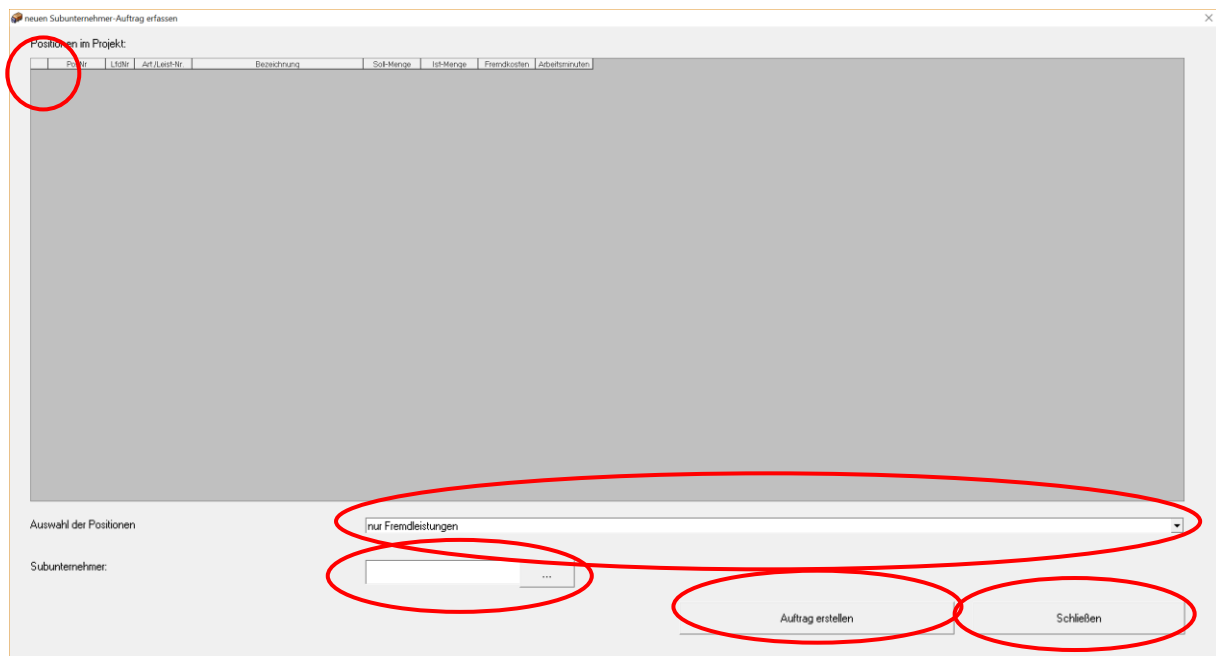 neuen Subunternehmer-Auftrag erfassen
Positionen im Projekt:
PosNr LfdNr Art./Leist-Nr. Bezeichnung Soll-Menge Ist-Menge Fremdkosten Arbeitsminuten
Auswahl der Positionen nur Fremdleistungen
Subunternehmer: ...
Auftrag erstellen Schließen